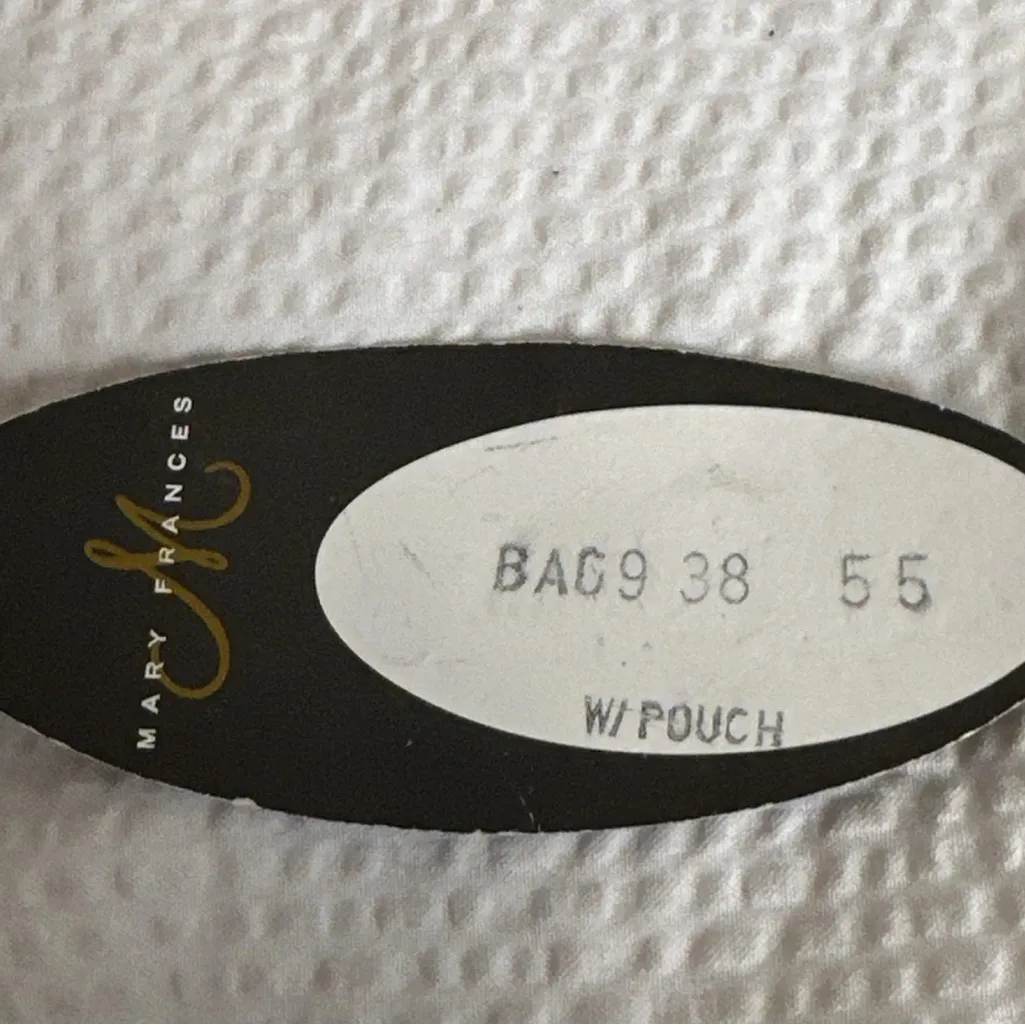 MARY FRANCES
M
BAG9 38 55
W/POUCH